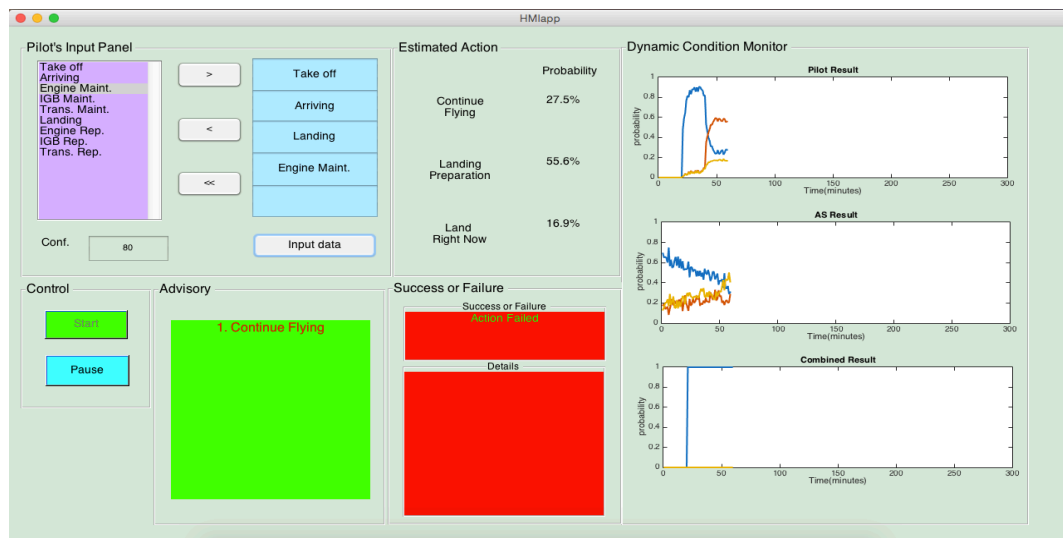 HMIapp
Pilot's Input Panel
Take off
Arriving
Engine Maint.
IGB Maint.
Trans. Maint.
Landing
Engine Rep.
IGB Rep.
Trans. Rep.
>
<
<<
Take off
Arriving
Landing
Engine Maint.
Conf.
80
Input data
Estimated Action
Probability
Continue
Flying
27.5%
Landing
Preparation
55.6%
Land
Right Now
16.9%
Control
Start
Pause
Advisory
1. Continue Flying
Success or Failure
Success or Failure
Action Failed
Details
Dynamic Condition Monitor
Pilot Result
probability
1
0.8
0.6
0.4
0.2
0
0 50 100 150 200 250 300
Time(minutes)
AS Result
probability
1
0.8
0.6
0.4
0.2
0
0 50 100 150 200 250 300
Time(minutes)
Combined Result
probability
1
0.8
0.6
0.4
0.2
0
0 50 100 150 200 250 300
Time(minutes)